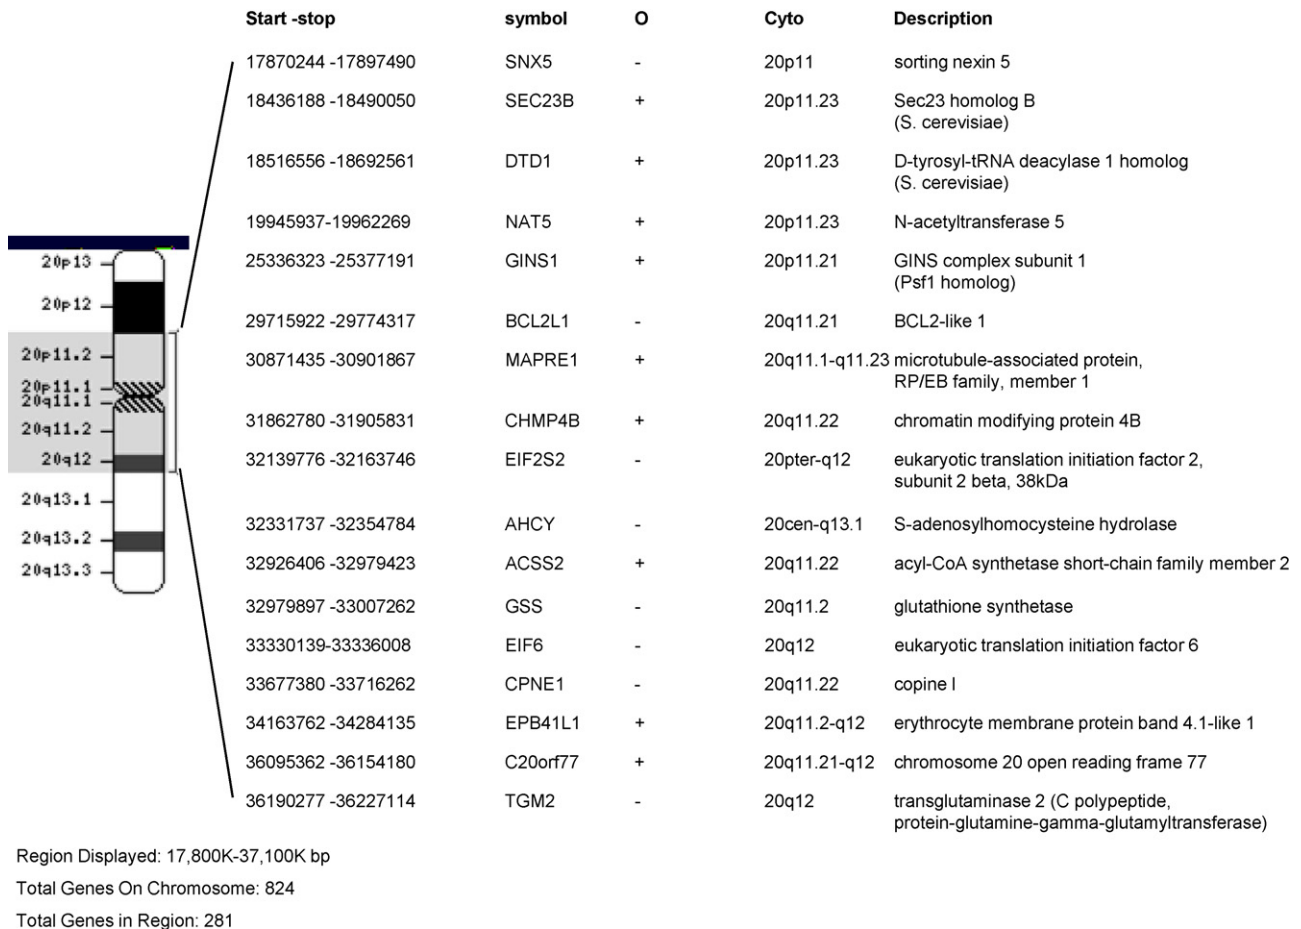 Start -stop symbol O Cyto Description
17870244 -17897490 SNX5 - 20p11 sorting nexin 5
18436188 -18490050 SEC23B + 20p11.23 Sec23 homolog B
(S. cerevisiae)
18516556 -18692561 DTD1 + 20p11.23 D-tyrosyl-tRNA deacylase 1 homolog
(S. cerevisiae)
19945937-19962269 NAT5 + 20p11.23 N-acetyltransferase 5
25336323 -25377191 GINS1 + 20p11.21 GINS complex subunit 1
(Psf1 homolog)
29715922 -29774317 BCL2L1 - 20q11.21 BCL2-like 1
30871435 -30901867 MAPRE1 + 20q11.1-q11.23 microtubule-associated protein,
RP/EB family, member 1
31862780 -31905831 CHMP4B + 20q11.22 chromatin modifying protein 4B
32139776 -32163746 EIF2S2 - 20pter-q12 eukaryotic translation initiation factor 2,
subunit 2 beta, 38kDa
32331737 -32354784 AHCY - 20cen-q13.1 S-adenosylhomocysteine hydrolase
32926406 -32979423 ACSS2 + 20q11.22 acyl-CoA synthetase short-chain family member 2
32979897 -33007262 GSS - 20q11.2 glutathione synthetase
33330139-33336008 EIF6 - 20q12 eukaryotic translation initiation factor 6
33677380 -33716262 CPNE1 - 20q11.22 copine I
34163762 -34284135 EPB41L1 + 20q11.2-q12 erythrocyte membrane protein band 4.1-like 1
36095362 -36154180 C20orf77 + 20q11.21-q12 chromosome 20 open reading frame 77
36190277 -36227114 TGM2 - 20q12 transglutaminase 2 (C polypeptide,
protein-glutamine-gamma-glutamyltransferase)
20p13
20p12
20p11.2
20p11.1
20q11.1
20q11.2
20q12
20q13.1
20q13.2
20q13.3
Region Displayed: 17,800K-37,100K bp
Total Genes On Chromosome: 824
Total Genes in Region: 281